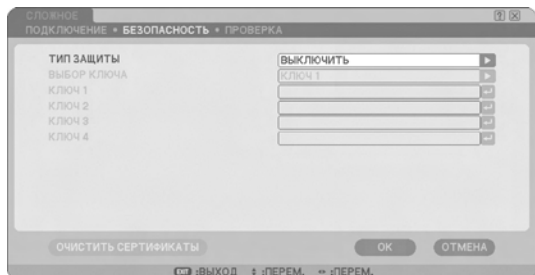 СЛОЖНОЕ
ПОДКЛЮЧЕНИЕ • БЕЗОПАСНОСТЬ • ПРОВЕРКА
ТИП ЗАЩИТЫ ВЫКЛЮЧИТЬ
ВЫБОР КЛЮЧА КЛЮЧ 1
КЛЮЧ 1
КЛЮЧ 2
КЛЮЧ 3
КЛЮЧ 4
ОЧИСТИТЬ СЕРТИФИКАТЫ OK ОТМЕНА
EXIT :ВЫХОД :ПЕРЕМ. :ПЕРЕМ.